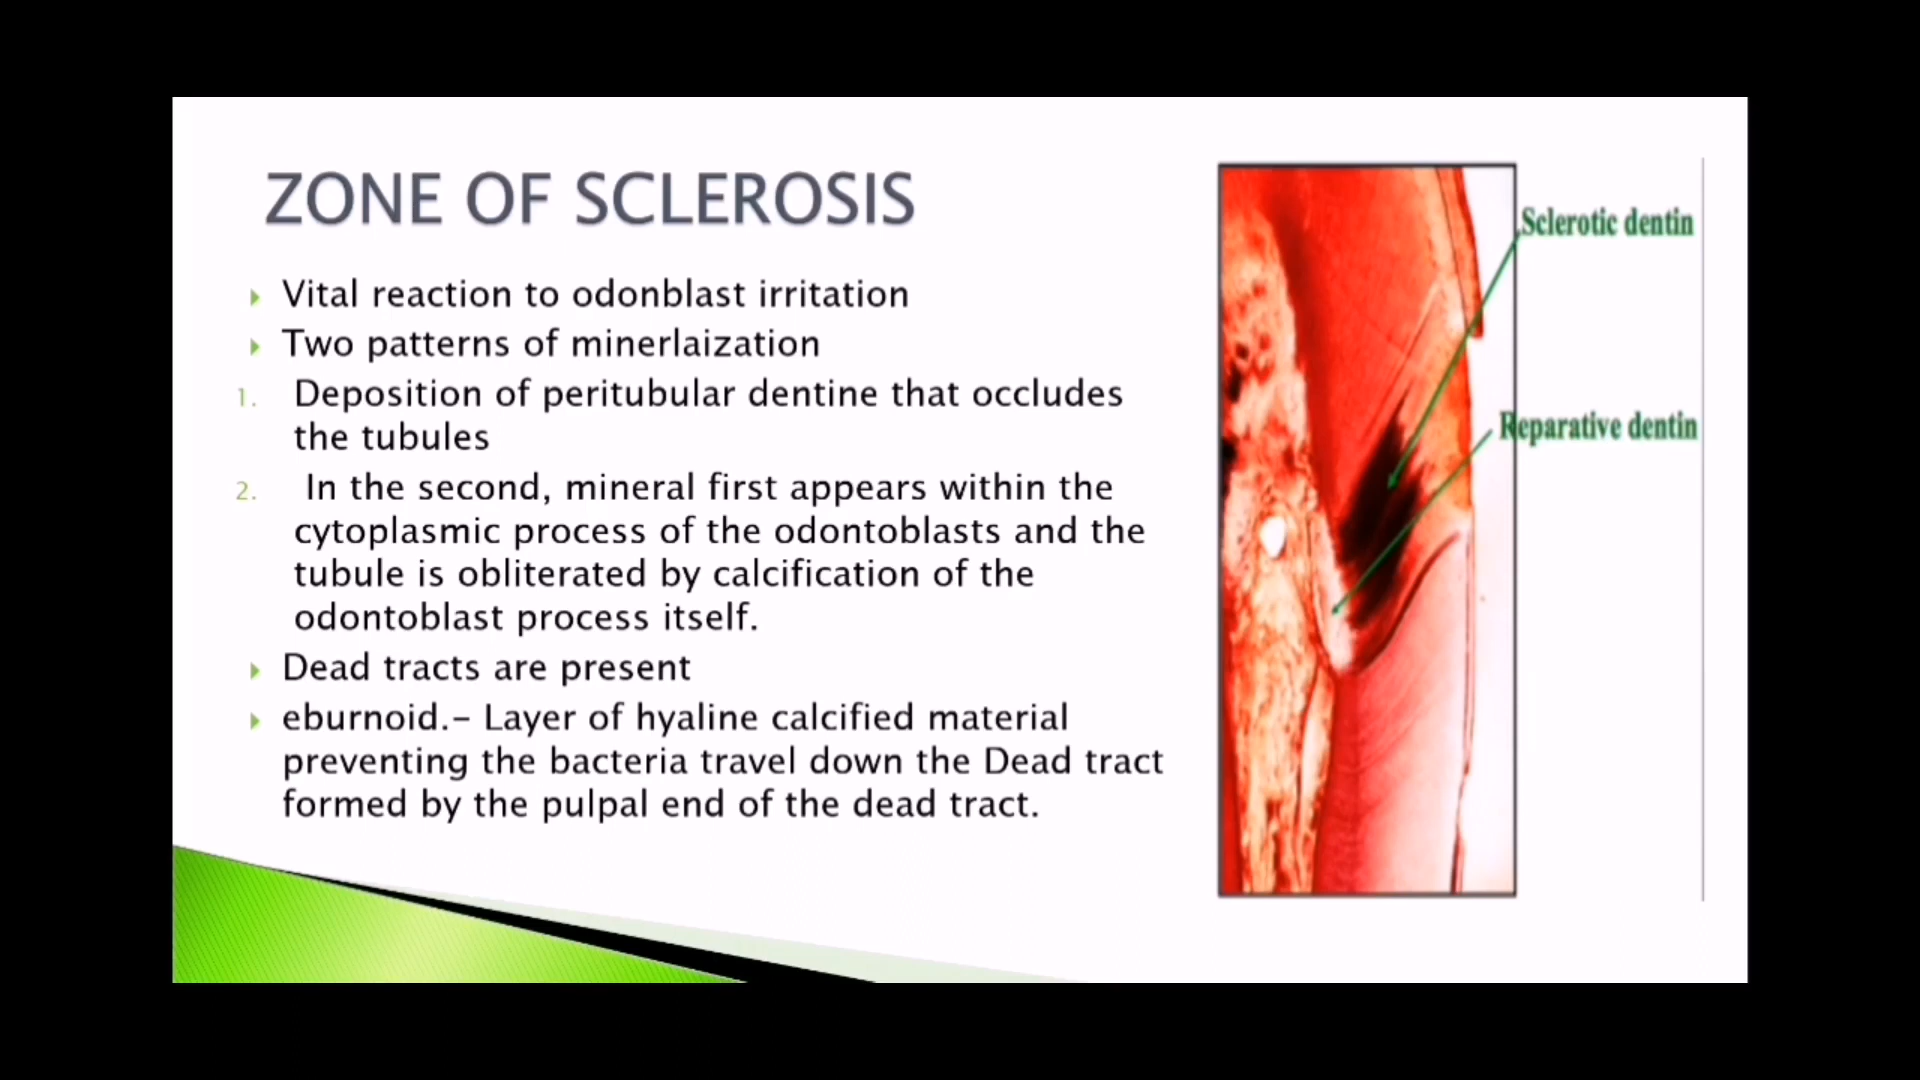 ZONE OF SCLEROSIS
Vital reaction to odonblast irritation
Two patterns of minerlaization
1. Deposition of peritubular dentine that occludes
the tubules
2. In the second, mineral first appears within the
cytoplasmic process of the odontoblasts and the
tubule is obliterated by calcification of the
odontoblast process itself.
Dead tracts are present
eburnoid.– Layer of hyaline calcified material
preventing the bacteria travel down the Dead tract
formed by the pulpal end of the dead tract.
Sclerotic dentin
Reparative dentin